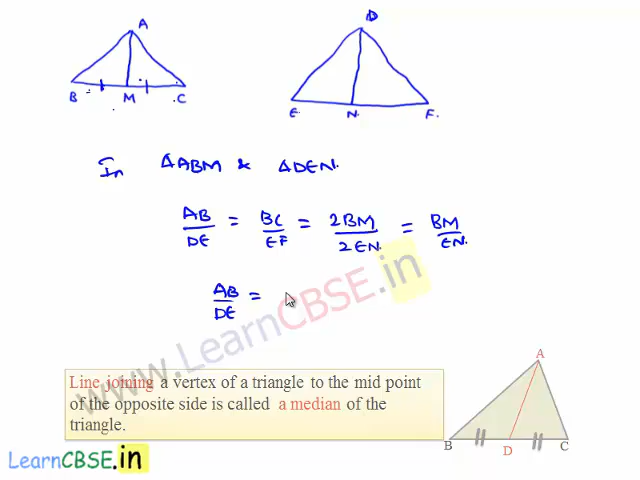 A D
B M C E N F
In ΔABM & ΔDEN.
AB/DE = BC/EF = 2BM/2EN = BM/EN.
AB/DE =
www.LearnCBSE.in
Line joining a vertex of a triangle to the mid point
of the opposite side is called a median of the
triangle.
A
B D C
LearnCBSE.in